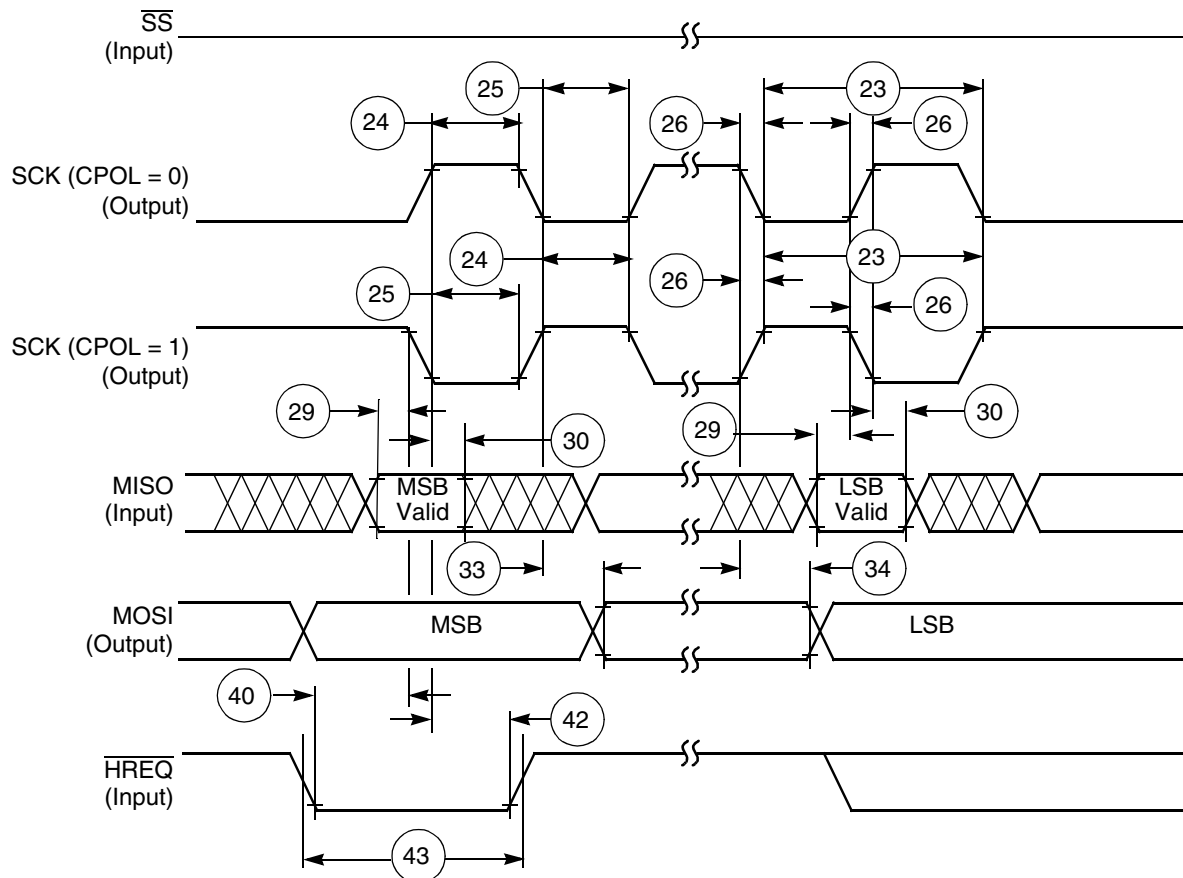 SS
(Input)
25
23
24
26
26
SCK (CPOL = 0)
(Output)
24
23
26
25
26
SCK (CPOL = 1)
(Output)
29
30
29
30
MISO
(Input)
MSB
Valid
LSB
Valid
33
34
MOSI
(Output)
MSB
LSB
40
42
HREQ
(Input)
43